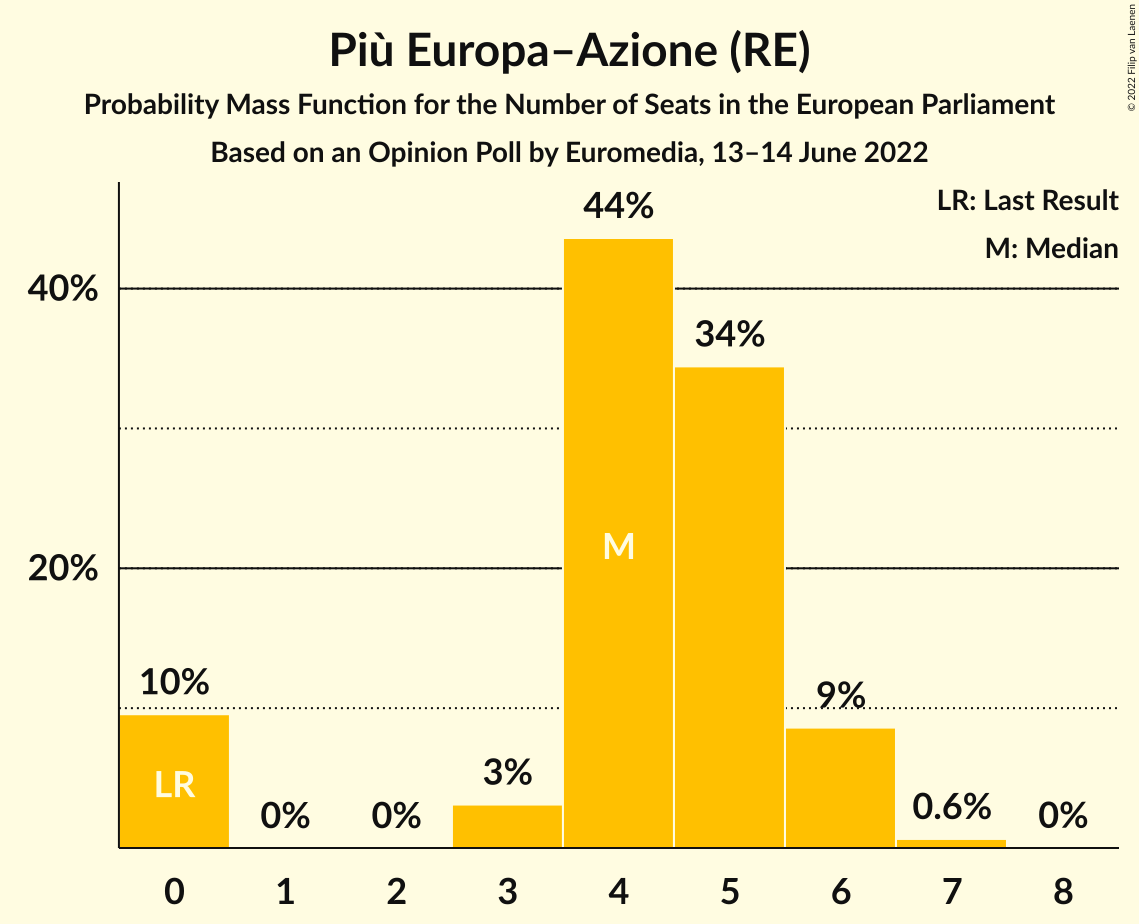 Più Europa–Azione (RE)
Probability Mass Function for the Number of Seats in the European Parliament
Based on an Opinion Poll by Euromedia, 13–14 June 2022
© 2022 Filip van Laenen
LR: Last Result
M: Median
44%
40%
34%
M
20%
10%
9%
LR
3%
0%
0%
0.6%
0%
0 1 2 3 4 5 6 7 8